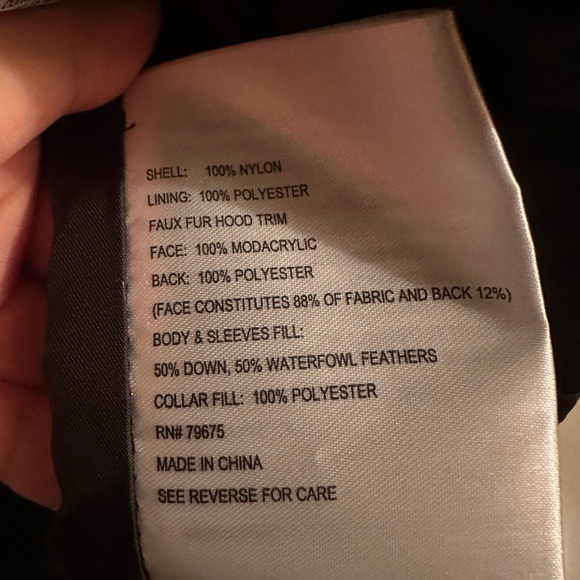 SHELL: 100% NYLON
LINING: 100% POLYESTER
FAUX FUR HOOD TRIM
FACE: 100% MODACRYLIC
BACK: 100% POLYESTER
(FACE CONSTITUTES 88% OF FABRIC AND BACK 12%)
BODY & SLEEVES FILL:
50% DOWN, 50% WATERFOWL FEATHERS
COLLAR FILL: 100% POLYESTER
RN# 79675
MADE IN CHINA
SEE REVERSE FOR CARE